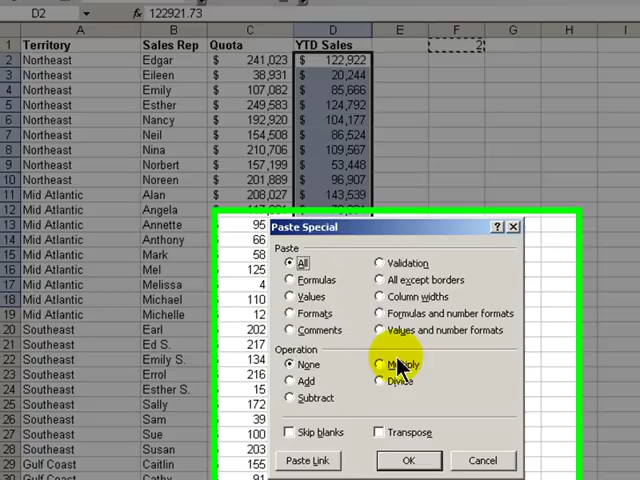 D2 122921.73
A B C D E F G H I
1 Territory Sales Rep Quota YTD Sales 2
2 Northeast Edgar $ 241,023 $ 122,922
3 Northeast Eileen $ 38,931 $ 20,244
4 Northeast Emily $ 107,082 $ 85,666
5 Northeast Esther $ 249,583 $ 124,792
6 Northeast Nancy $ 192,920 $ 104,177
7 Northeast Neil $ 154,508 $ 86,524
8 Northeast Nina $ 210,706 $ 109,567
9 Northeast Norbert $ 157,199 $ 53,448
10 Northeast Noreen $ 201,889 $ 96,907
11 Mid Atlantic Alan $ 208,027 $ 143,539
12 Mid Atlantic Angela
13 Mid Atlantic Annette 95 Paste Special
14 Mid Atlantic Anthony 66 Paste
15 Mid Atlantic Mark 58 All Validation
16 Mid Atlantic Mel 125 Formulas All except borders
17 Mid Atlantic Melissa 4 Values Column widths
18 Mid Atlantic Michael 110 Formats Formulas and number formats
19 Mid Atlantic Michelle 12 Comments Values and number formats
20 Southeast Earl 202
21 Southeast Ed S. 217 Operation
22 Southeast Emily S. 134 None Multiply
23 Southeast Errol 216 Add Divide
24 Southeast Esther S. 15 Subtract
25 Southeast Sally 172
26 Southeast Sam 39 Skip blanks Transpose
27 Southeast Sue 100
28 Southeast Susan 203 Paste Link OK Cancel
29 Gulf Coast Caitlin 155
30 Gulf Coast Carl 91